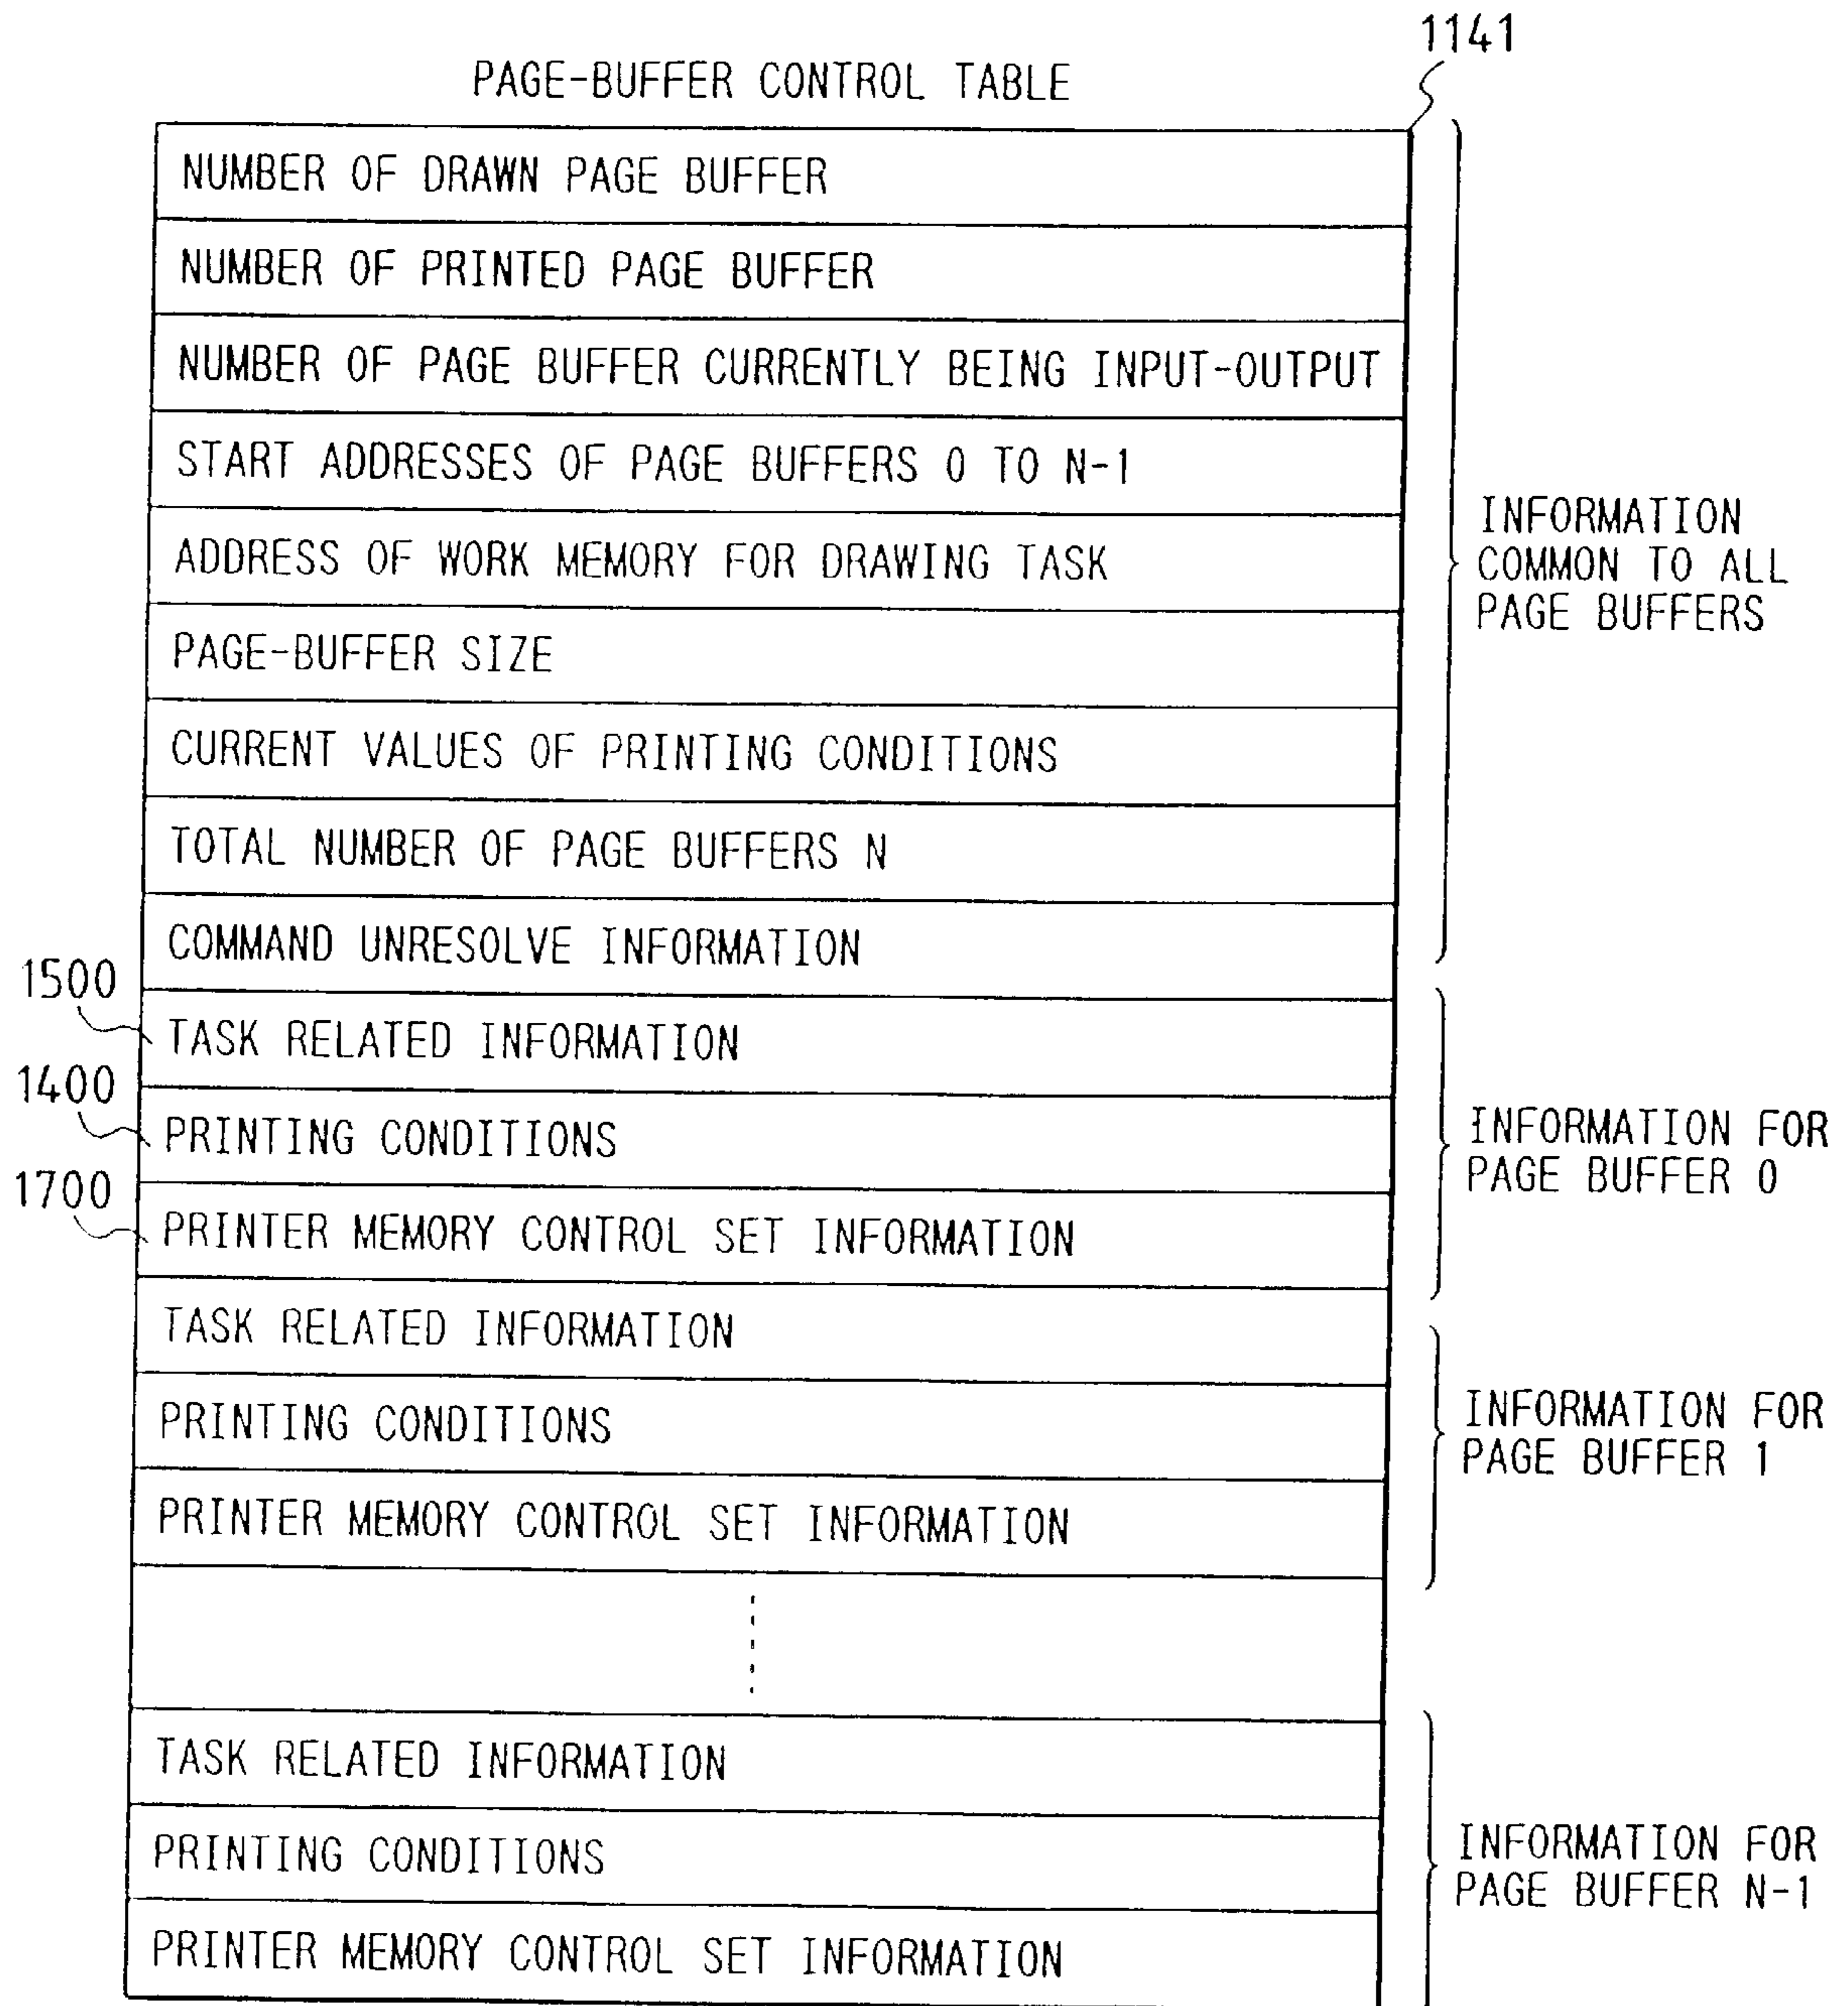 1141
PAGE-BUFFER CONTROL TABLE
NUMBER OF DRAWN PAGE BUFFER
NUMBER OF PRINTED PAGE BUFFER
NUMBER OF PAGE BUFFER CURRENTLY BEING INPUT-OUTPUT
START ADDRESSES OF PAGE BUFFERS 0 TO N-1
ADDRESS OF WORK MEMORY FOR DRAWING TASK
PAGE-BUFFER SIZE
CURRENT VALUES OF PRINTING CONDITIONS
TOTAL NUMBER OF PAGE BUFFERS N
COMMAND UNRESOLVE INFORMATION
INFORMATION
COMMON TO ALL
PAGE BUFFERS
1500
TASK RELATED INFORMATION
1400
PRINTING CONDITIONS
1700
PRINTER MEMORY CONTROL SET INFORMATION
INFORMATION FOR
PAGE BUFFER 0
TASK RELATED INFORMATION
PRINTING CONDITIONS
PRINTER MEMORY CONTROL SET INFORMATION
INFORMATION FOR
PAGE BUFFER 1
TASK RELATED INFORMATION
PRINTING CONDITIONS
PRINTER MEMORY CONTROL SET INFORMATION
INFORMATION FOR
PAGE BUFFER N-1